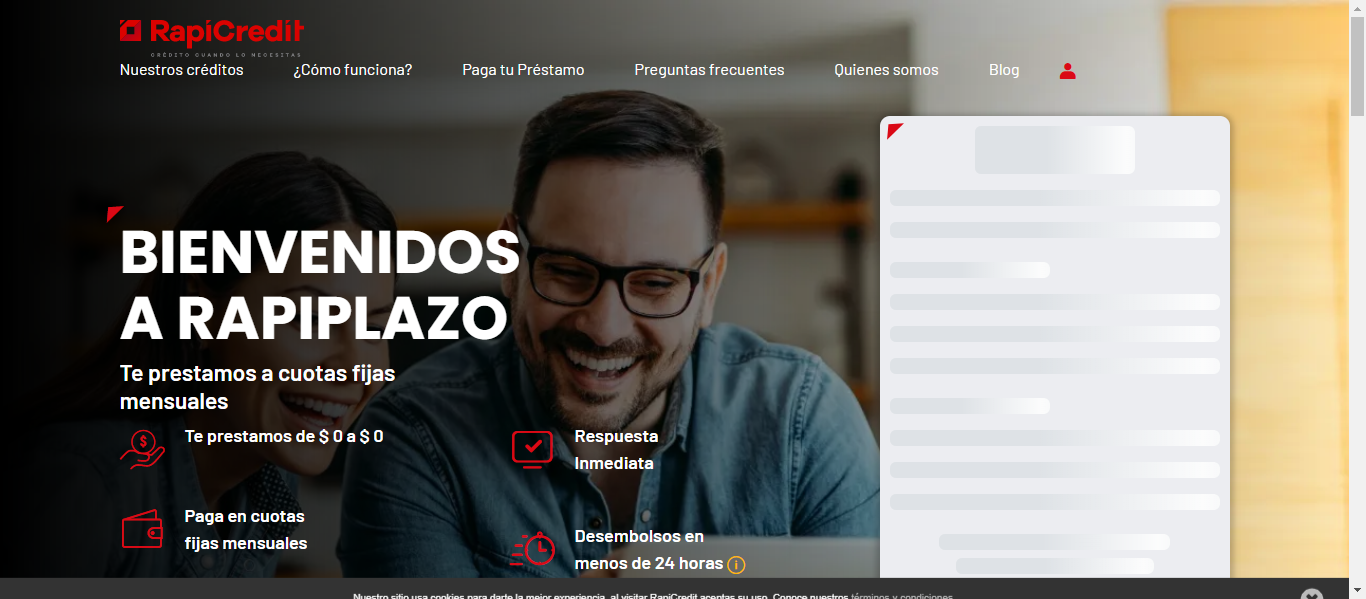 RapiCredit
CRÉDITO CUANDO LO NECESITAS
Nuestros créditos ¿Cómo funciona? Paga tu Préstamo Preguntas frecuentes Quienes somos Blog
BIENVENIDOS
A RAPIPLAZO
Te prestamos a cuotas fijas
mensuales
Te prestamos de $ 0 a $ 0
Respuesta
Inmediata
Paga en cuotas
fijas mensuales
Desembolsos en
menos de 24 horas
Nuestro sitio usa cookies para darte la mejor experiencia, al visitar RapiCredit aceptas su uso. Conoce nuestros términos y condiciones